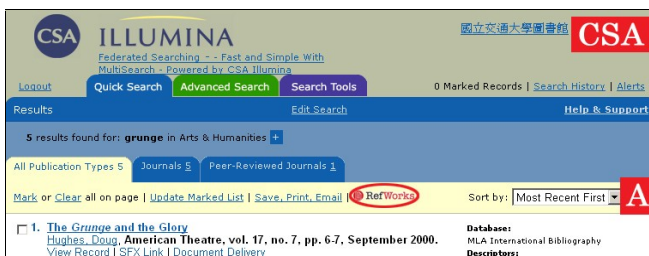 CSA ILLUMINA
國立交通大學圖書館 CSA
Federated Searching - - Fast and Simple With
MultiSearch - Powered by CSA Illumina
Logout Quick Search Advanced Search Search Tools 0 Marked Records | Search History | Alerts
Results Edit Search Help & Support
5 results found for: grunge in Arts & Humanities +
All Publication Types 5 Journals 5 Peer-Reviewed Journals 1
Mark or Clear all on page | Update Marked List | Save, Print, Email | RefWorks Sort by: Most Recent First A
1. The Grunge and the Glory
Hughes, Doug, American Theatre, vol. 17, no. 7, pp. 6-7, September 2000.
View Record | SFX Link | Document Delivery
Database:
MLA International Bibliography
Descriptors: